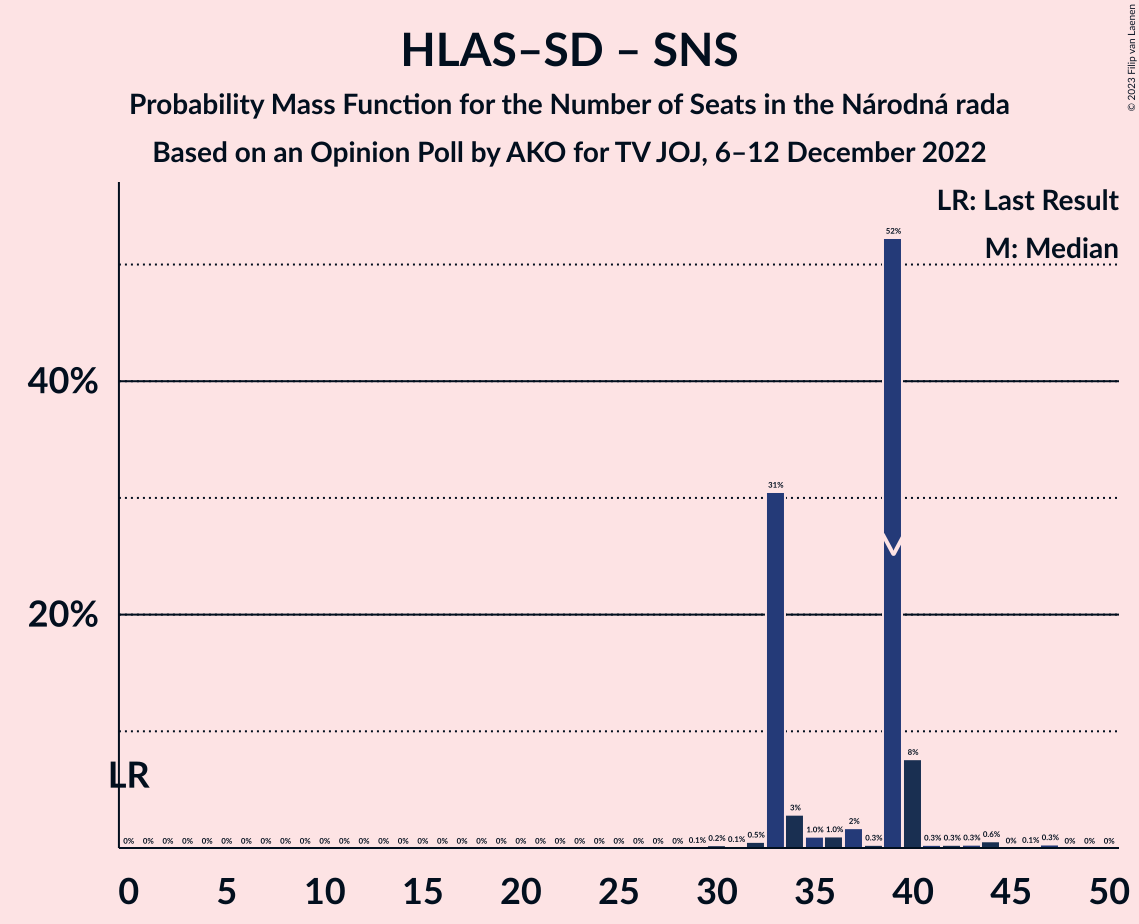 HLAS–SD – SNS
Probability Mass Function for the Number of Seats in the Národná rada
Based on an Opinion Poll by AKO for TV JOJ, 6–12 December 2022
© 2023 Filip van Laenen
LR: Last Result
M: Median
40%
20%
LR
0% 0% 0% 0% 0% 0% 0% 0% 0% 0% 0% 0% 0% 0% 0% 0% 0% 0% 0% 0% 0% 0% 0% 0% 0% 0% 0% 0% 0% 0.1% 0.2% 0.1% 0.5% 31% 3% 1.0% 1.0% 2% 0.3% 52% 8% 0.3% 0.3% 0.3% 0.6% 0% 0.1% 0.3% 0% 0% 0%
0 5 10 15 20 25 30 35 40 45 50